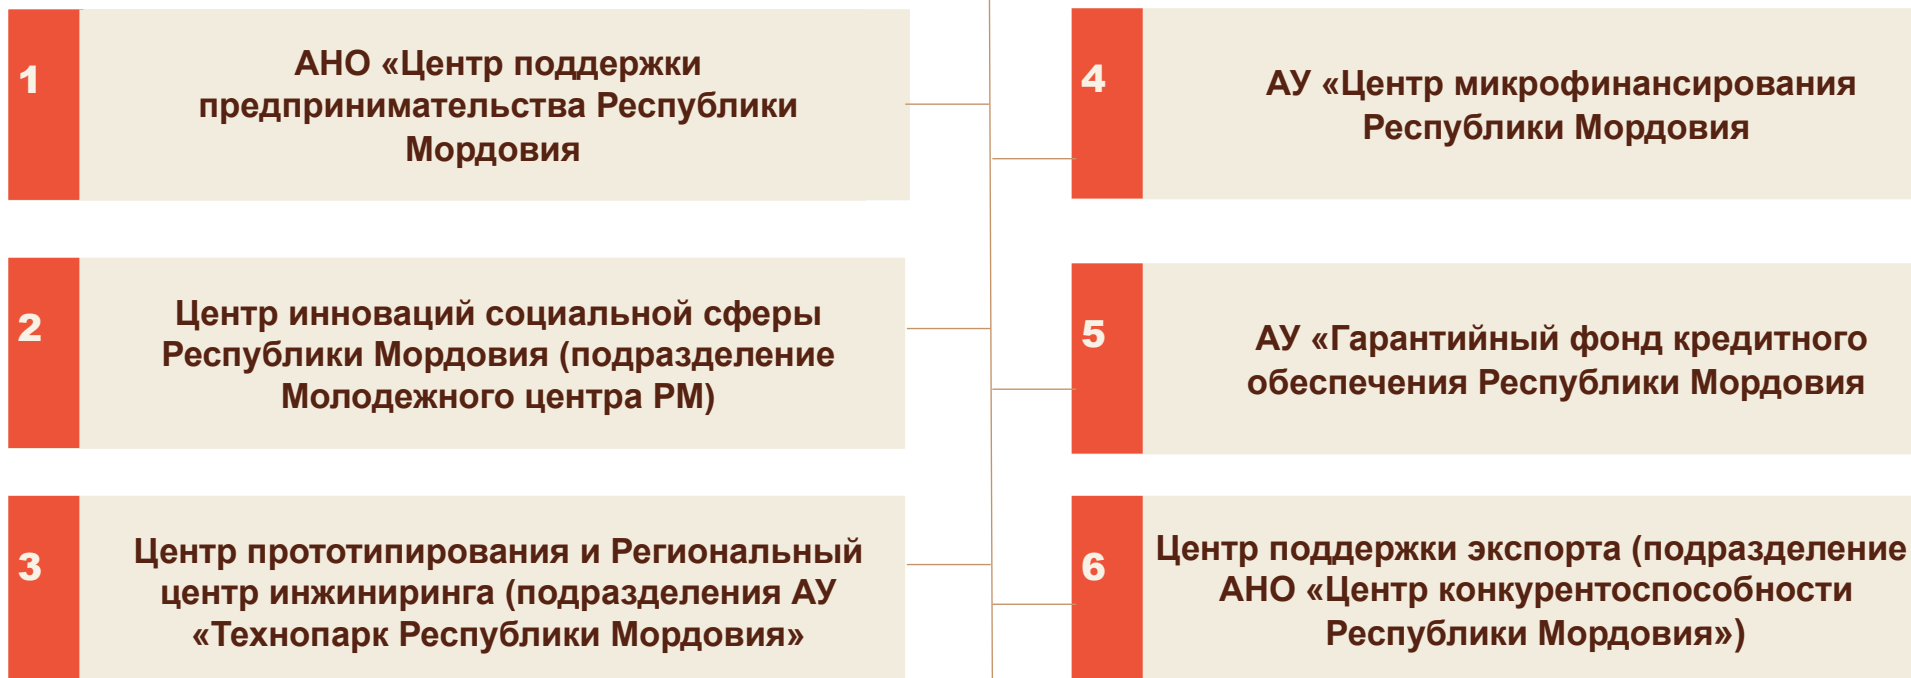 1
АНО «Центр поддержки
предпринимательства Республики
Мордовия
2
Центр инноваций социальной сферы
Республики Мордовия (подразделение
Молодежного центра РМ)
3
Центр прототипирования и Региональный
центр инжиниринга (подразделения АУ
«Технопарк Республики Мордовия»
4
АУ «Центр микрофинансирования
Республики Мордовия
5
АУ «Гарантийный фонд кредитного
обеспечения Республики Мордовия
6
Центр поддержки экспорта (подразделение
АНО «Центр конкурентоспособности
Республики Мордовия»)